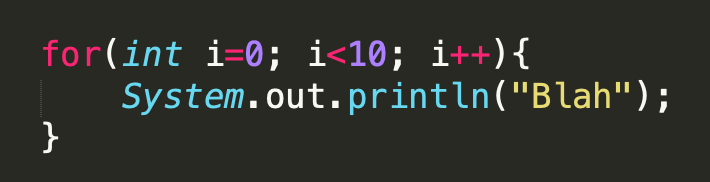 for(int i=0; i<10; i++){
    System.out.println("Blah");
}